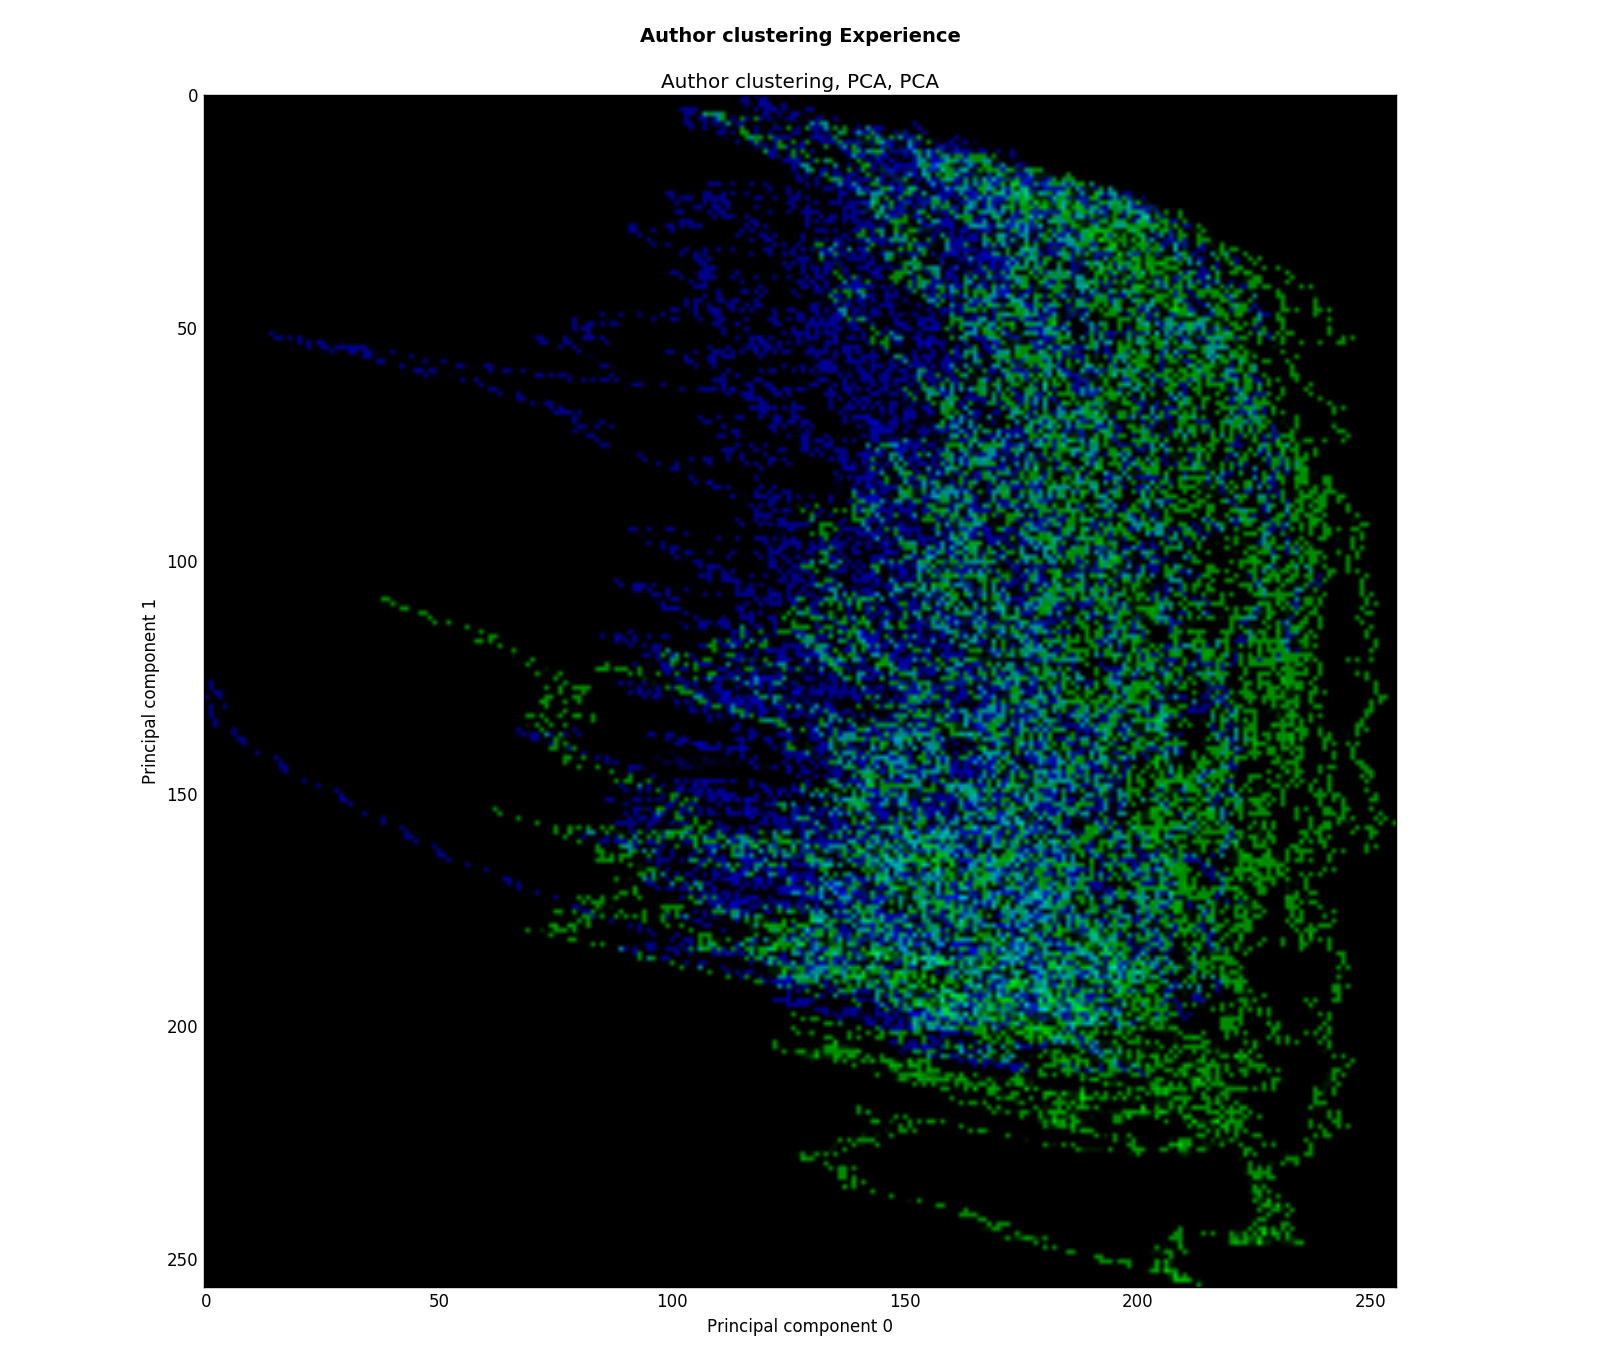 Author clustering Experience
Author clustering, PCA, PCA
0
50
100
150
200
250
Principal component 1
0 50 100 150 200 250
Principal component 0